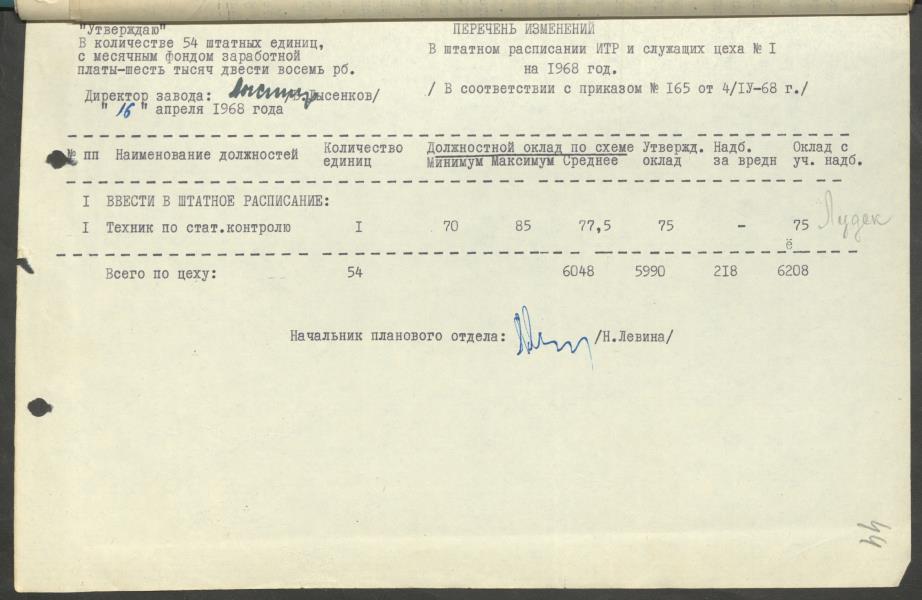 "Утверждаю"
В количестве 54 штатных единиц,
с месячным фондом заработной
платы-шесть тысяч двести восемь рб.
Директор завода: /В.Лысенков/
" 16 " апреля 1968 года
ПЕРЕЧЕНЬ ИЗМЕНЕНИЙ
В штатном расписании ИТР и служащих цеха № I
на 1968 год.
/ В соответствии с приказом № I65 от 4/IУ-68 г./
№ пп Наименование должностей Количество единиц Должностной оклад по схеме Минимум Максимум Среднее Утвержд. оклад Надб. за вредн Оклад с уч. надб.
I ВВЕСТИ В ШТАТНОЕ РАСПИСАНИЕ:
I Техник по стат.контролю I 70 85 77,5 75 - 75
ё
Всего по цеху: 54 6048 5990 2I8 6208
Начальник планового отдела: /Н.Левина/
44